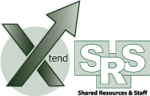 Xtend
SRS
Shared Resources & Staff